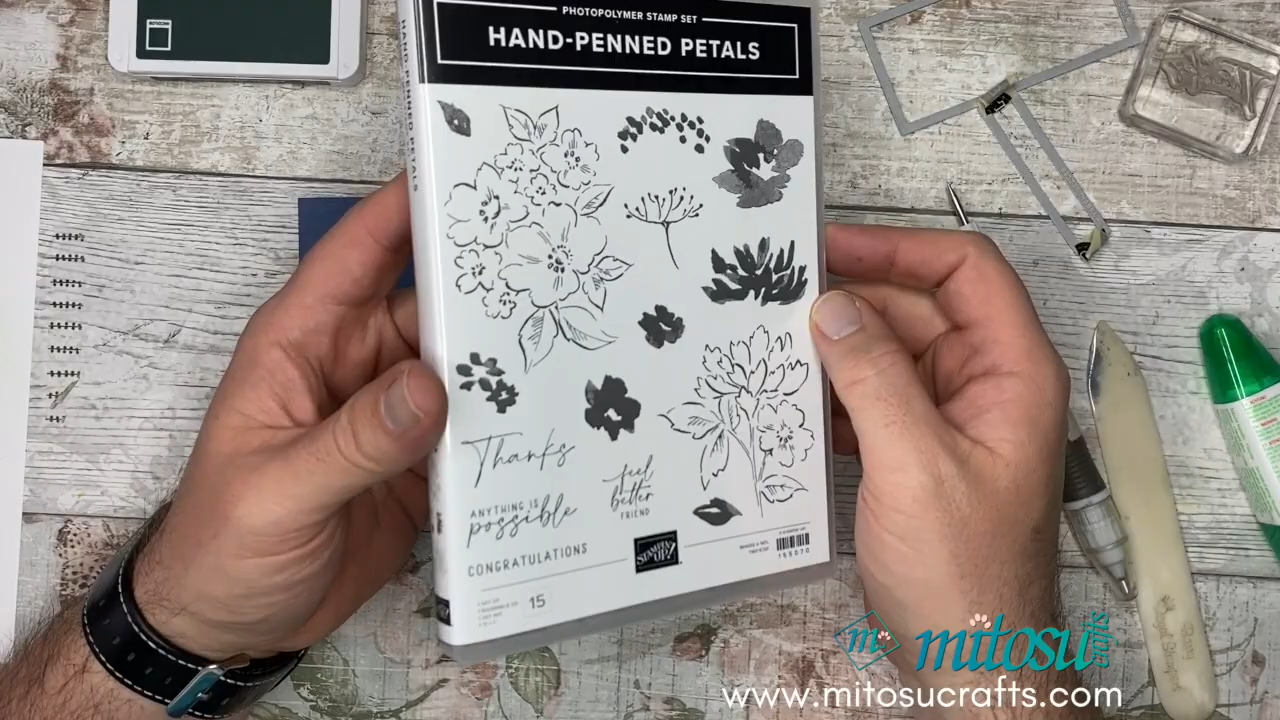 PHOTOPOLYMER STAMP SET
HAND-PENNED PETALS
HAND-PENNED PETALS
Thanks
ANYTHING IS
possible
feel
better
FRIEND
CONGRATULATIONS
STAMPIN' UP!
155070
15
m
mitosu
crafts
www.mitosucrafts.com